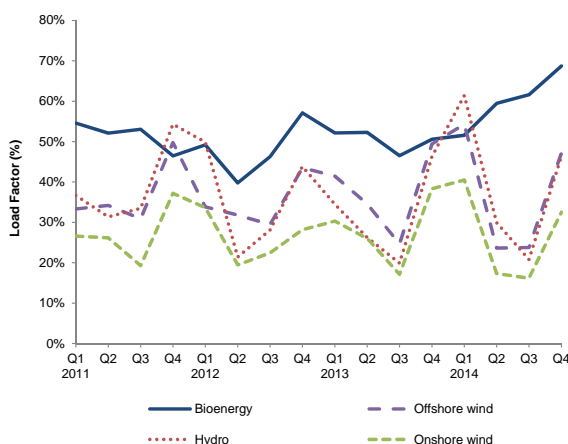 80%
70%
60%
50%
40%
30%
20%
10%
0%
Load Factor (%)
Q1 Q2 Q3 Q4 Q1 Q2 Q3 Q4 Q1 Q2 Q3 Q4 Q1 Q2 Q3 Q4
2011 2012 2013 2014
Bioenergy Offshore wind
Hydro Onshore wind